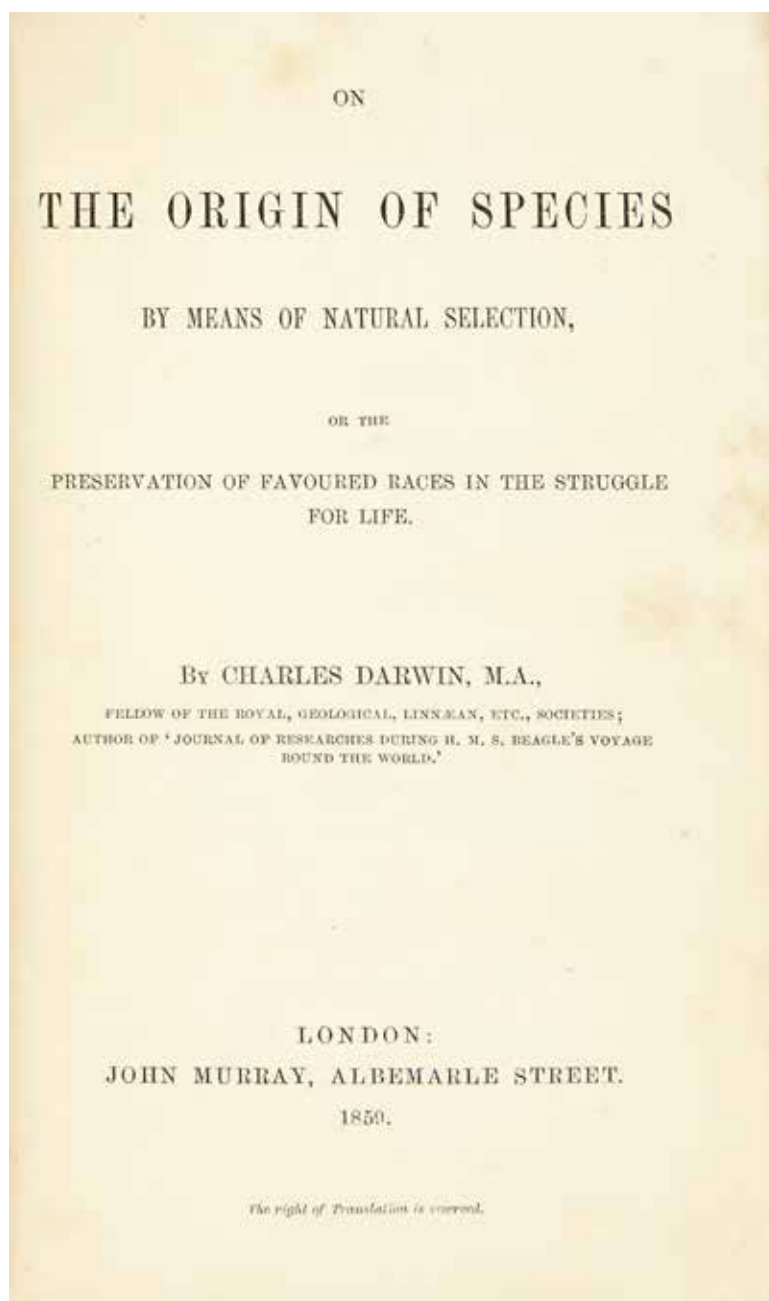 ON
THE ORIGIN OF SPECIES
BY MEANS OF NATURAL SELECTION,
OR THE
PRESERVATION OF FAVOURED RACES IN THE STRUGGLE
FOR LIFE.
BY CHARLES DARWIN, M.A.,
FELLOW OF THE ROYAL, GEOLOGICAL, LINNÆAN, ETC., SOCIETIES;
AUTHOR OF ‘JOURNAL OF RESEARCHES DURING H. M. S. BEAGLE’S VOYAGE
ROUND THE WORLD.’
LONDON:
JOHN MURRAY, ALBEMARLE STREET.
1859.
The right of Translation is reserved.